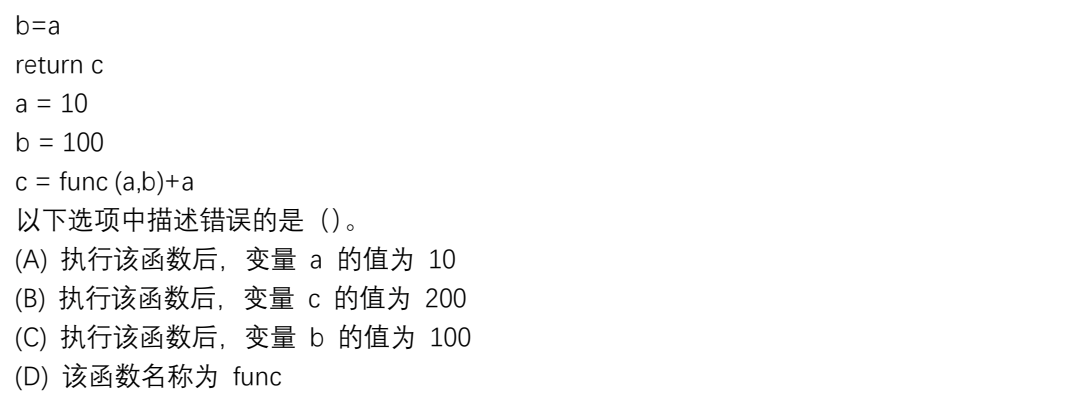 b=a
return c
a = 10
b = 100
c = func (a,b)+a
以下选项中描述错误的是（）。
(A) 执行该函数后，变量 a 的值为 10
(B) 执行该函数后，变量 c 的值为 200
(C) 执行该函数后，变量 b 的值为 100
(D) 该函数名称为 func